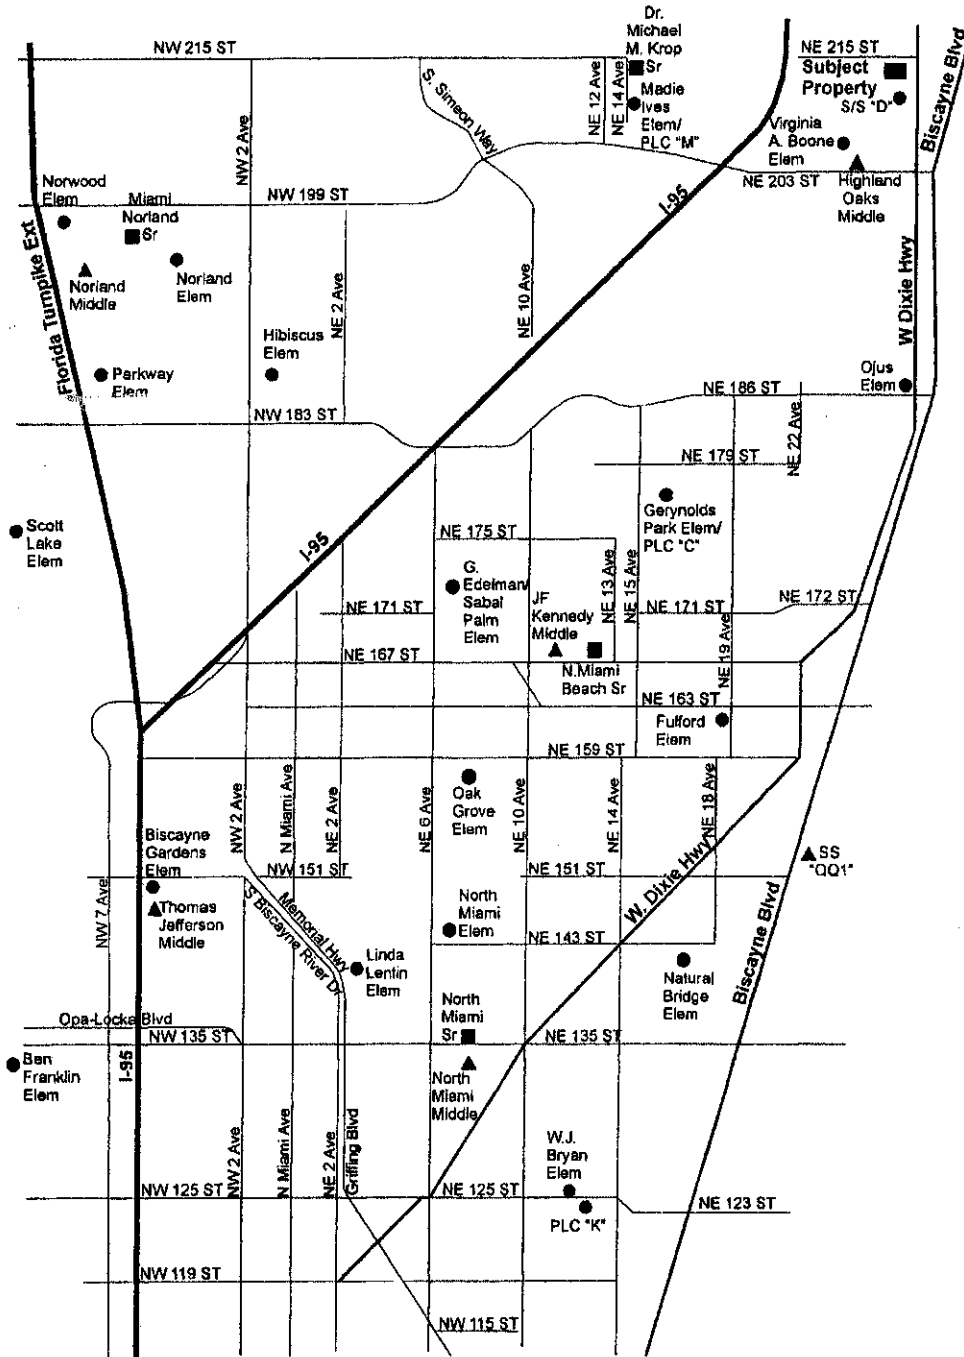 Dr.
Michael
M. Krop
Sr
NW 215 ST
NE 215 ST
Subject
Property
S/S "D"
Biscayne Blvd
S. Simeon Way
NE 12 Ave
NE 14 Ave
Madie
Ives
Elem/
PLC "M"
Virginia
A. Boone
Elem
NW 2 Ave
NE 203 ST
Highland
Oaks
Middle
Norwood
Elem
Miami
Norland
Sr
NW 199 ST
I-95
Florida Turnpike Ext
Norland
Middle
Norland
Elem
NE 2 Ave
NE 10 Ave
W Dixie Hwy
Hibiscus
Elem
Parkway
Elem
Ojus
Elem
NE 186 ST
NW 183 ST
NE 22 Ave
NE 179 ST
Gerynolds
Park Elem/
PLC "C"
Scott
Lake
Elem
I-95
NE 175 ST
G.
Edelman/
Sabal
Palm
Elem
JF
Kennedy
Middle
NE 13 Ave
NE 15 Ave
NE 172 ST
NE 171 ST
NE 171 ST
NE 19 Ave
NE 167 ST
N.Miami
Beach Sr
NE 163 ST
Fulford
Elem
NE 159 ST
NW 2 Ave
N Miami Ave
NE 2 Ave
NE 6 Ave
Oak
Grove
Elem
NE 10 Ave
NE 14 Ave
NE 18 Ave
Biscayne
Gardens
Elem
NW 151 ST
NE 151 ST
W. Dixie Hwy
SS
"QQ1"
NW 7 Ave
Thomas
Jefferson
Middle
Memorial Hwy
S Biscayne River Dr
North
Miami
Elem
NE 143 ST
Linda
Lentin
Elem
Natural
Bridge
Elem
Biscayne Blvd
Opa-Locka Blvd
NW 135 ST
North
Miami
Sr
NE 135 ST
Ben
Franklin
Elem
I-95
North
Miami
Middle
NW 2 Ave
N Miami Ave
NE 2 Ave
Griffing Blvd
W.J.
Bryan
Elem
NW 125 ST
NE 125 ST
PLC "K"
NE 123 ST
NW 119 ST
NW 115 ST